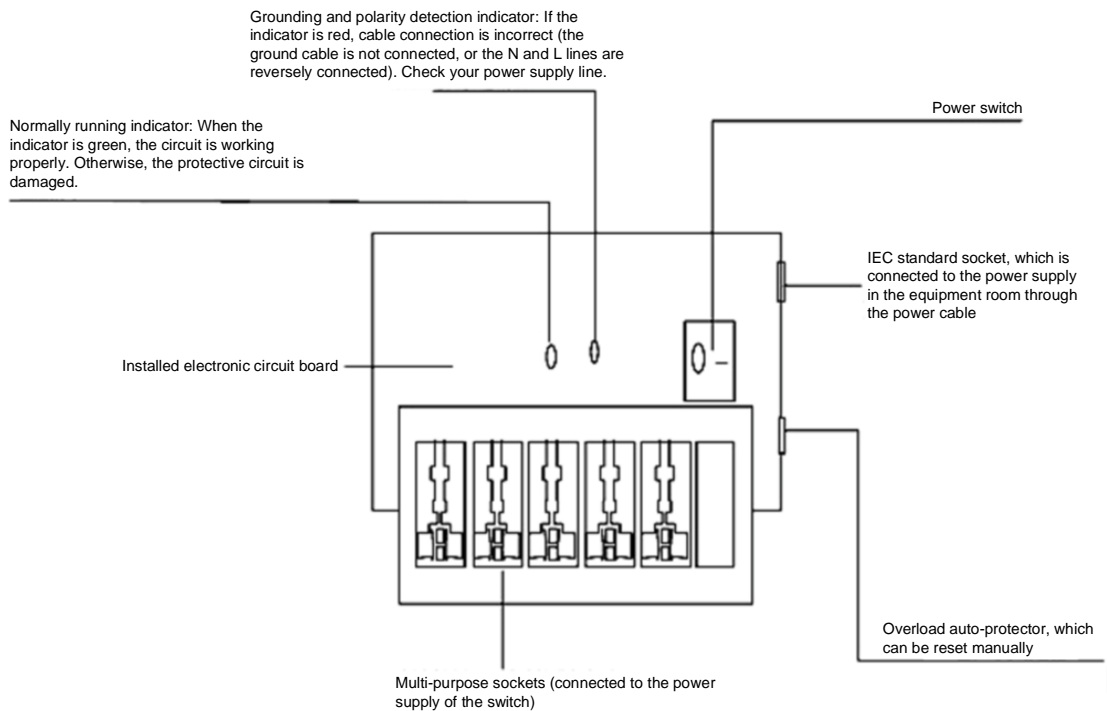 Grounding and polarity detection indicator: If the
indicator is red, cable connection is incorrect (the
ground cable is not connected, or the N and L lines are
reversely connected). Check your power supply line.
Power switch
Normally running indicator: When the
indicator is green, the circuit is working
properly. Otherwise, the protective circuit is
damaged.
IEC standard socket, which is
connected to the power supply
in the equipment room through
the power cable
Installed electronic circuit board
Overload auto-protector, which
can be reset manually
Multi-purpose sockets (connected to the power
supply of the switch)